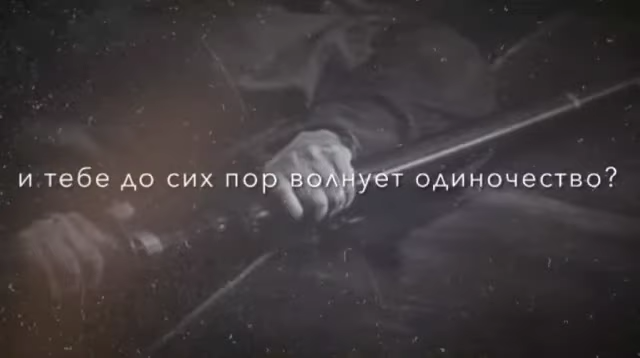 и тебе до сих пор волнует одиночество?